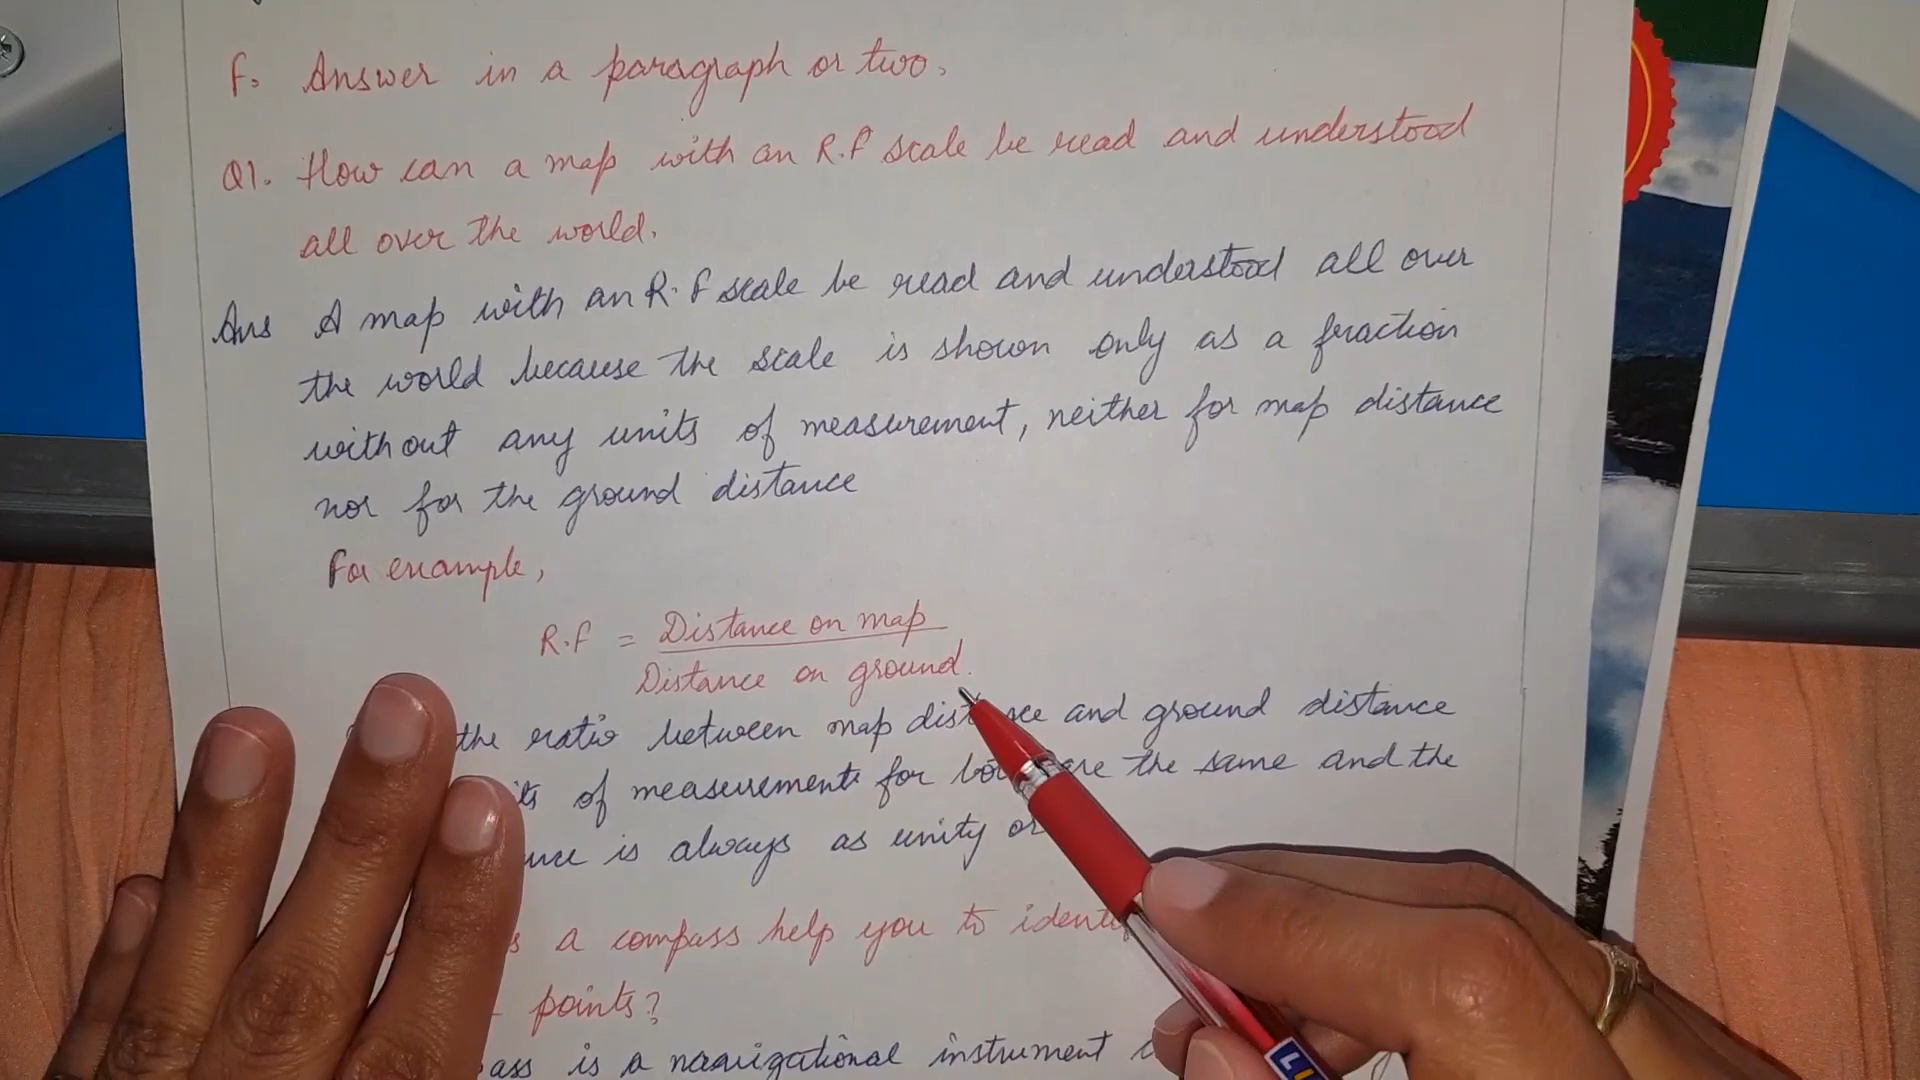 F. Answer in a paragraph or two.
Q1. How can a map with an R.F scale be read and understood
all over the world.
Ans A map with an R.F scale be read and understood all over
the world because the scale is shown only as a fraction
without any units of measurement, neither for map distance
nor for the ground distance
For example,
R.F = Distance on map
Distance on ground.
the ratio between map distance and ground distance
of measurements for are the same and the
is always as unity or
a compass help you to
points?
is a navigational instrument